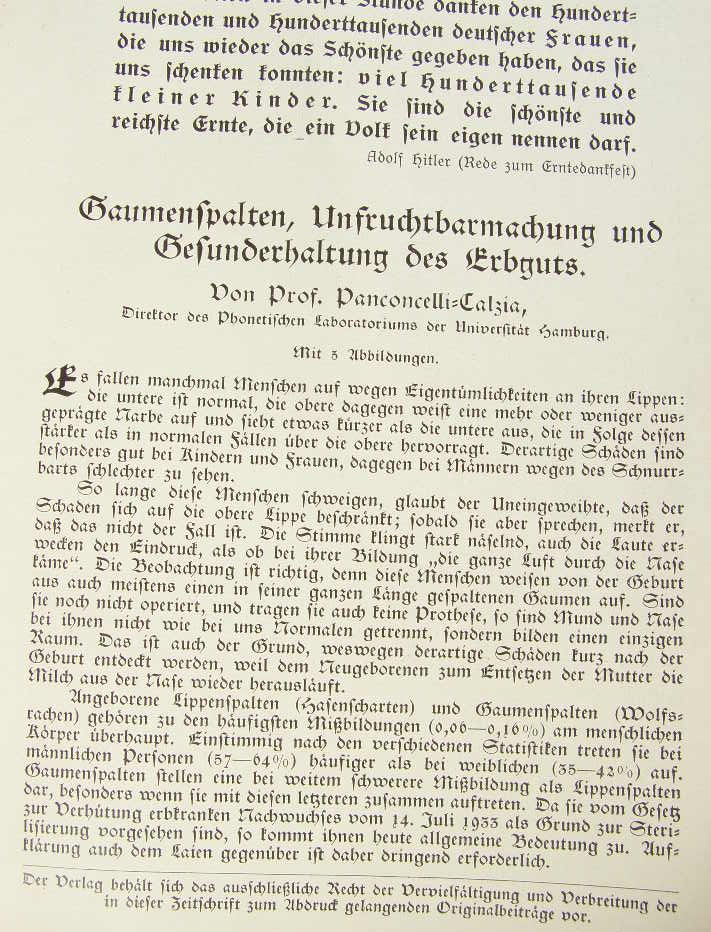 in dieser Stunde danken den Hundert=
tausenden und Hunderttausenden deutscher Frauen,
die uns wieder das Schönste gegeben haben, das sie
uns schenken konnten: viel Hunderttausende
kleiner Kinder. Sie sind die schönste und
reichste Ernte, die ein Volk sein eigen nennen darf.
Adolf Hitler (Rede zum Erntedankfest)
Gaumenspalten, Unfruchtbarmachung und
Gesunderhaltung des Erbguts.
Von Prof. Panconcelli=Calzia,
Direktor des Phonetischen Laboratoriums der Universität Hamburg.
Mit 5 Abbildungen.
Es fallen manchmal Menschen auf wegen Eigentümlichkeiten an ihren Lippen:
die untere ist normal, die obere dagegen weist eine mehr oder weniger aus=
geprägte Narbe auf und sieht etwas kürzer als die untere aus, die in Folge dessen
stärker als in normalen Fällen über die obere hervorragt. Derartige Schäden sind
besonders gut bei Kindern und Frauen, dagegen bei Männern wegen des Schnurr=
barts schlechter zu sehen.
So lange diese Menschen schweigen, glaubt der Uneingeweihte, daß der
Schaden sich auf die obere Lippe beschränkt; sobald sie aber sprechen, merkt er,
daß das nicht der Fall ist. Die Stimme klingt stark näselnd, auch die Laute er=
wecken den Eindruck, als ob bei ihrer Bildung „die ganze Luft durch die Nase
käme“. Die Beobachtung ist richtig, denn diese Menschen weisen von der Geburt
aus auch meistens einen in seiner ganzen Länge gespaltenen Gaumen auf. Sind
sie noch nicht operiert, und tragen sie auch keine Prothese, so sind Mund und Nase
bei ihnen nicht wie bei uns Normalen getrennt, sondern bilden einen einzigen
Raum. Das ist auch der Grund, weswegen derartige Schäden kurz nach der
Geburt entdeckt werden, weil dem Neugeborenen zum Entsetzen der Mutter die
Milch aus der Nase wieder herausläuft.
Angeborene Lippenspalten (Hasenscharten) und Gaumenspalten (Wolfs=
rachen) gehören zu den häufigsten Mißbildungen (0,06—0,16%) am menschlichen
Körper überhaupt. Einstimmig nach den verschiedenen Statistiken treten sie bei
männlichen Personen (57—64%) häufiger als bei weiblichen (35—42%) auf.
Gaumenspalten stellen eine bei weitem schwerere Mißbildung als Lippenspalten
dar, besonders wenn sie mit diesen letzteren zusammen auftreten. Da sie vom Gesetz
zur Verhütung erbkranken Nachwuchses vom 14. Juli 1933 als Grund zur Steri=
lisierung vorgesehen sind, so kommt ihnen heute allgemeine Bedeutung zu. Auf=
klärung auch dem Laien gegenüber ist daher dringend erforderlich.
Der Verlag behält sich das ausschließliche Recht der Vervielfältigung und Verbreitung der
in dieser Zeitschrift zum Abdruck gelangenden Originalbeiträge vor.